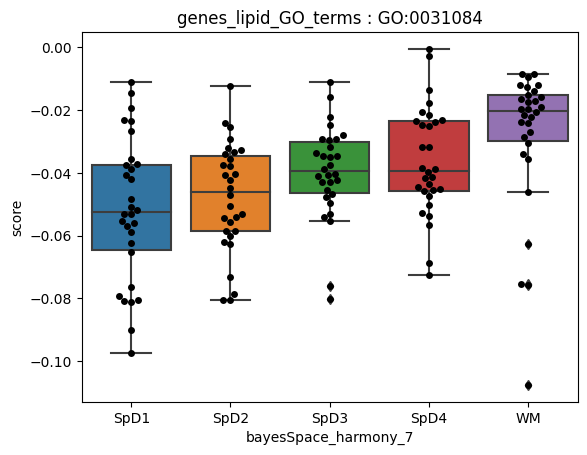 genes_lipid_GO_terms : GO:0031084
0.00
−0.02
−0.04
−0.06
−0.08
−0.10
score
SpD1 SpD2 SpD3 SpD4 WM
bayesSpace_harmony_7